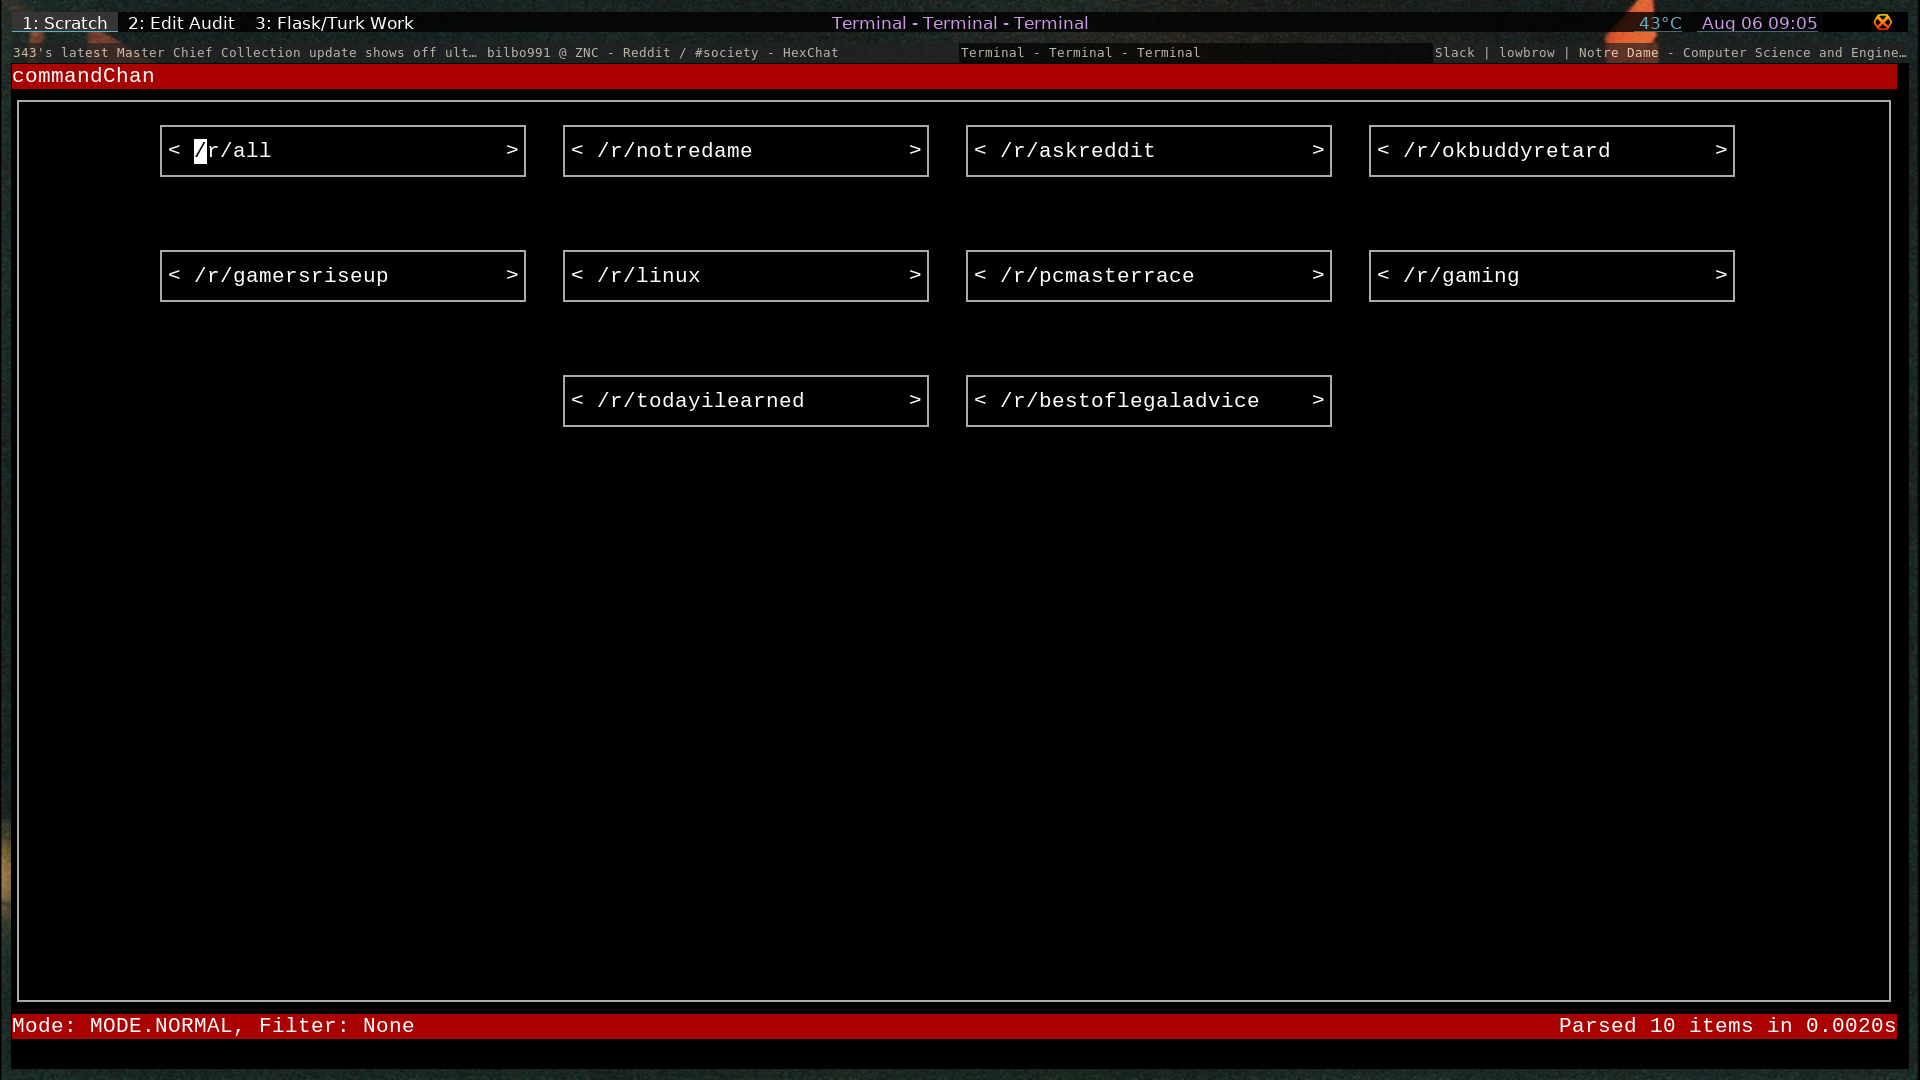 1: Scratch 2: Edit Audit 3: Flask/Turk Work Terminal - Terminal - Terminal 43°C Aug 06 09:05
343's latest Master Chief Collection update shows off ult… bilbo991 @ ZNC - Reddit / #society - HexChat Terminal - Terminal - Terminal Slack | lowbrow | Notre Dame - Computer Science and Engine…
commandChan
< /r/all > < /r/notredame > < /r/askreddit > < /r/okbuddyretard >
< /r/gamersriseup > < /r/linux > < /r/pcmasterrace > < /r/gaming >
< /r/todayilearned > < /r/bestoflegaladvice >
Mode: MODE.NORMAL, Filter: None Parsed 10 items in 0.0020s